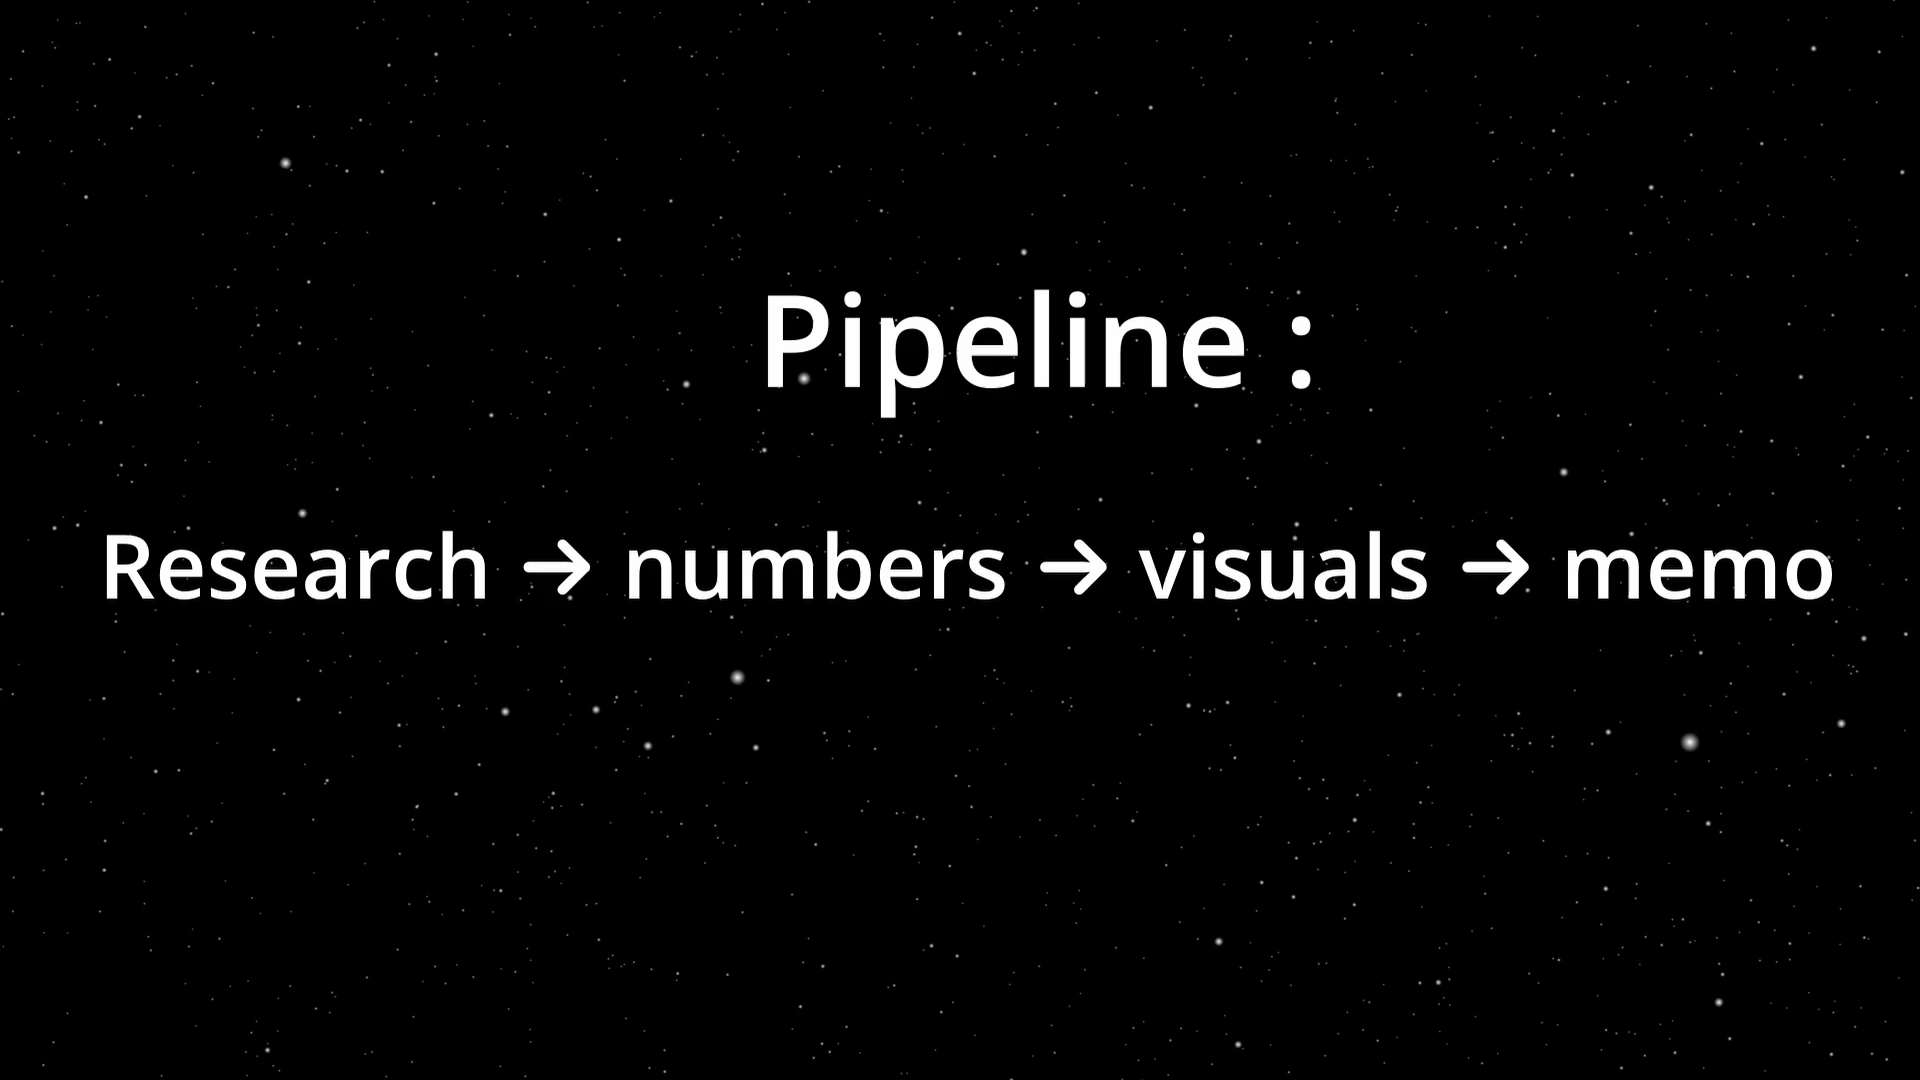 Pipeline :
Research → numbers → visuals → memo